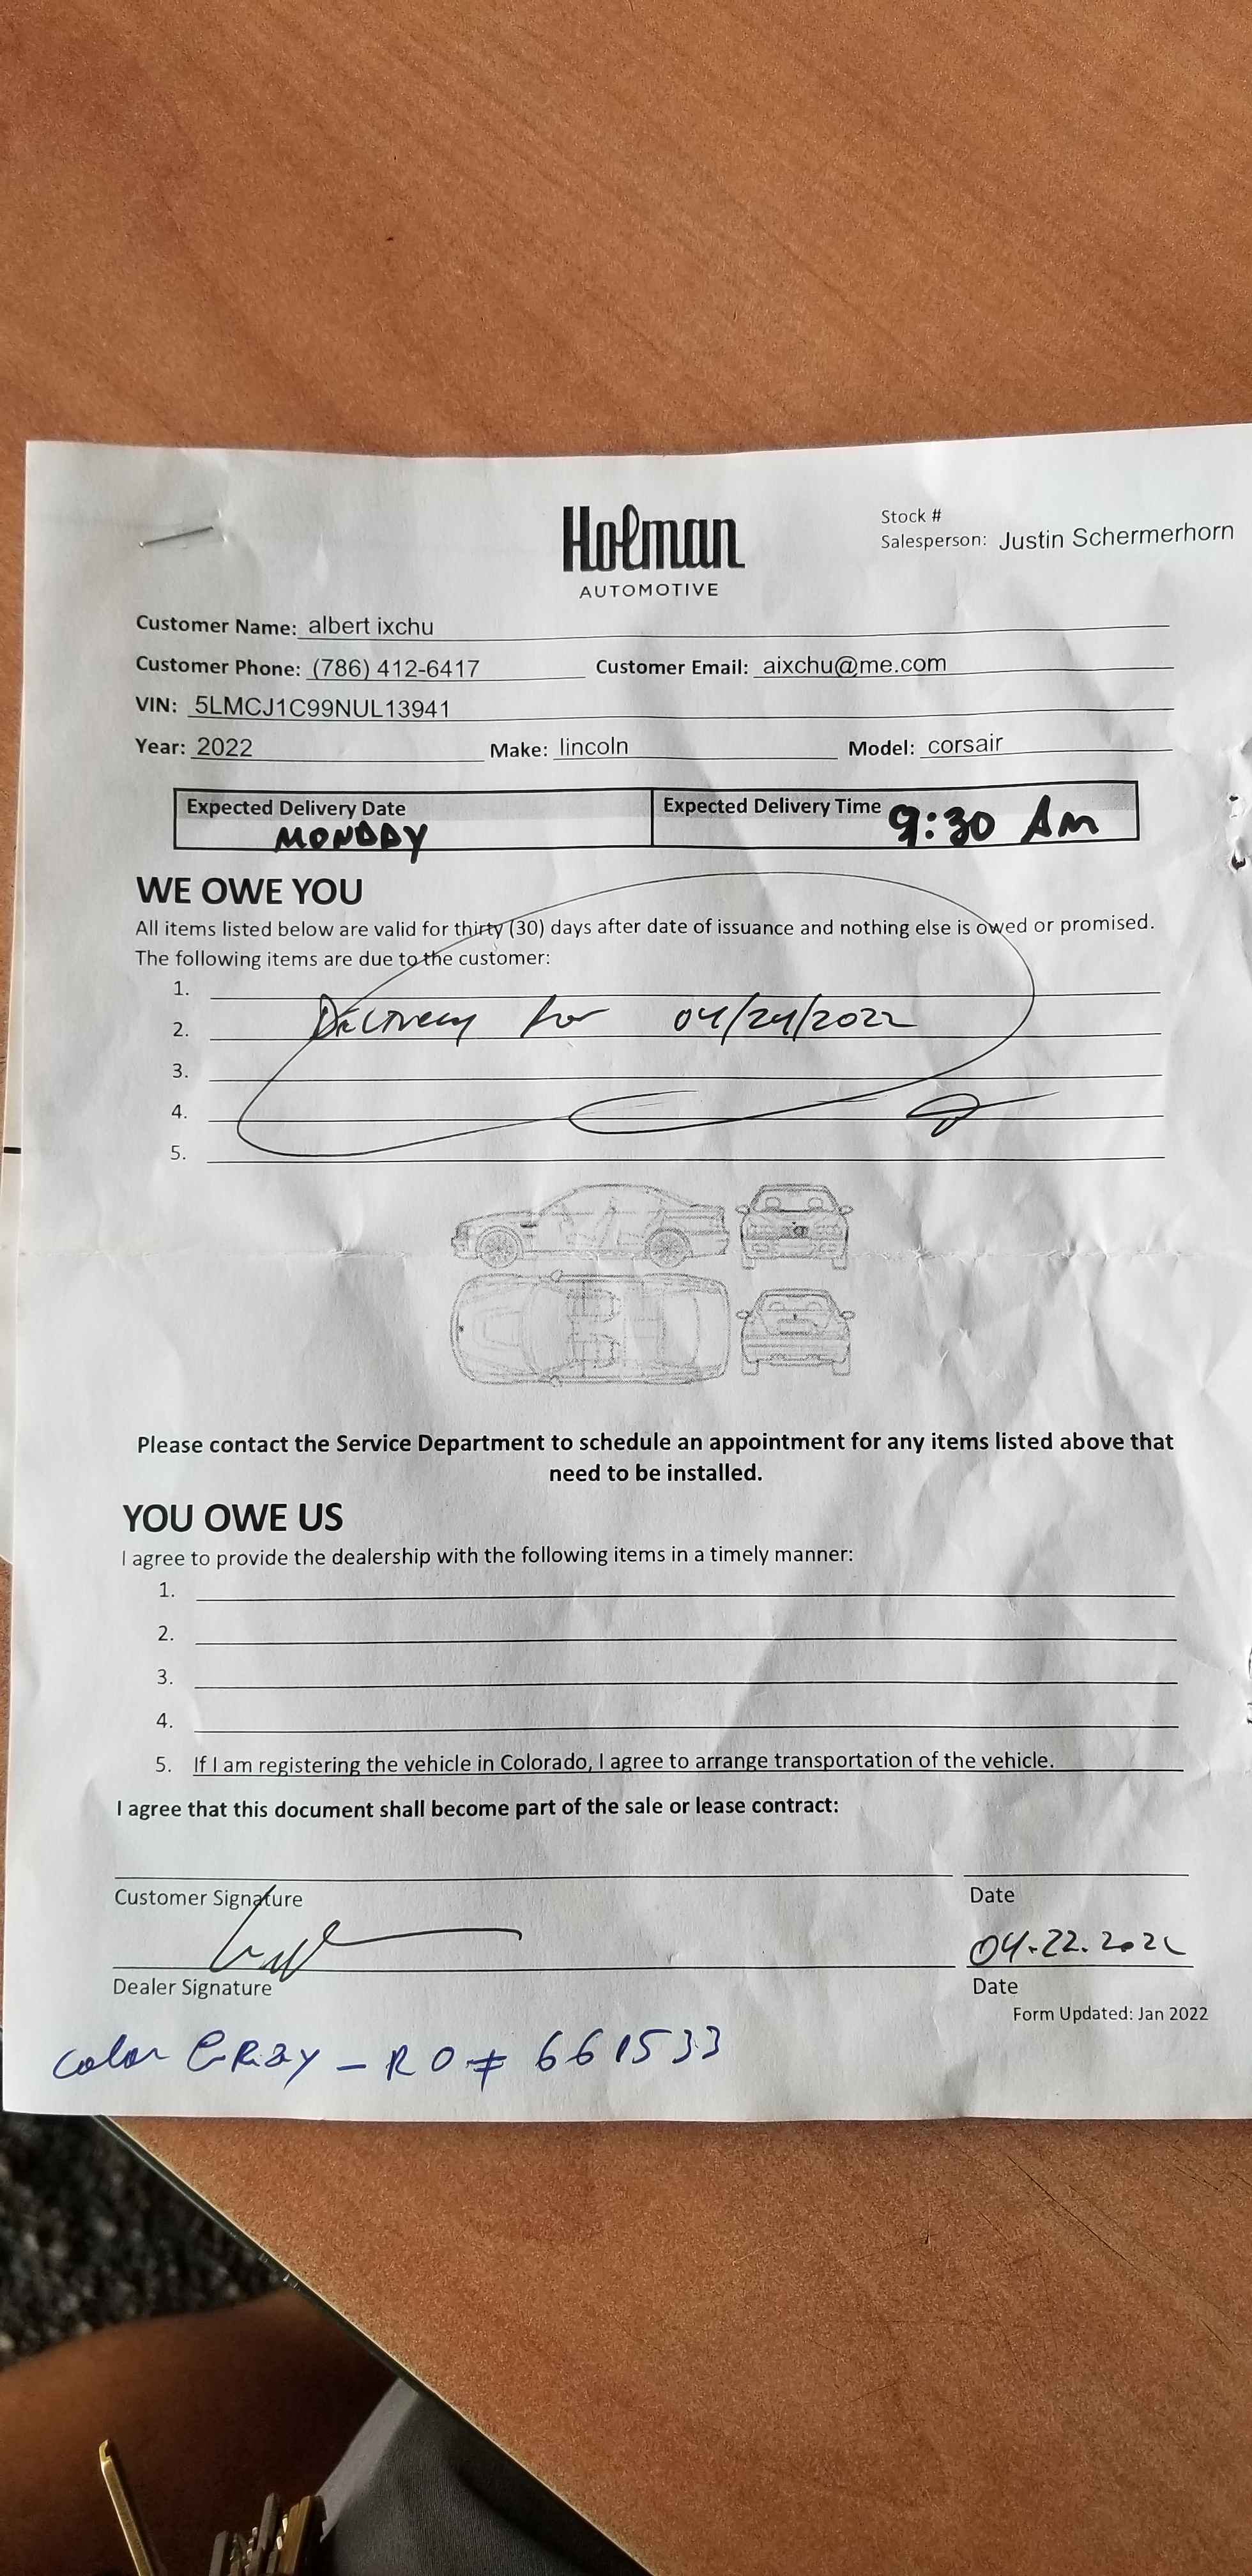 Holman
AUTOMOTIVE
Stock #
Salesperson: Justin Schermerhorn
Customer Name: albert ixchu
Customer Phone: (786) 412-6417 Customer Email: aixchu@me.com
VIN: 5LMCJ1C99NUL13941
Year: 2022 Make: lincoln Model: corsair
Expected Delivery Date Expected Delivery Time
MONDAY 9:30 AM
WE OWE YOU
All items listed below are valid for thirty (30) days after date of issuance and nothing else is owed or promised.
The following items are due to the customer:
1.
2. Delivery for 04/24/2022
3.
4.
5.
Please contact the Service Department to schedule an appointment for any items listed above that
need to be installed.
YOU OWE US
I agree to provide the dealership with the following items in a timely manner:
1.
2.
3.
4.
5. If I am registering the vehicle in Colorado, I agree to arrange transportation of the vehicle.
I agree that this document shall become part of the sale or lease contract:
Customer Signature Date
04.22.2022
Dealer Signature Date
Form Updated: Jan 2022
Color GRay - RO# 661533